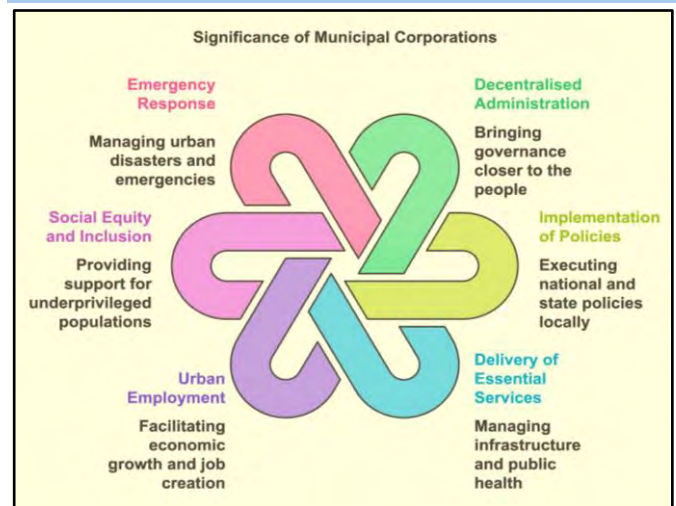 Significance of Municipal Corporations
Emergency
Response
Managing urban
disasters and
emergencies
Decentralised
Administration
Bringing
governance
closer to the
people
Social Equity
and Inclusion
Providing
support for
underprivileged
populations
Implementation
of Policies
Executing
national and
state policies
locally
Urban
Employment
Facilitating
economic
growth and job
creation
Delivery of
Essential
Services
Managing
infrastructure
and public
health